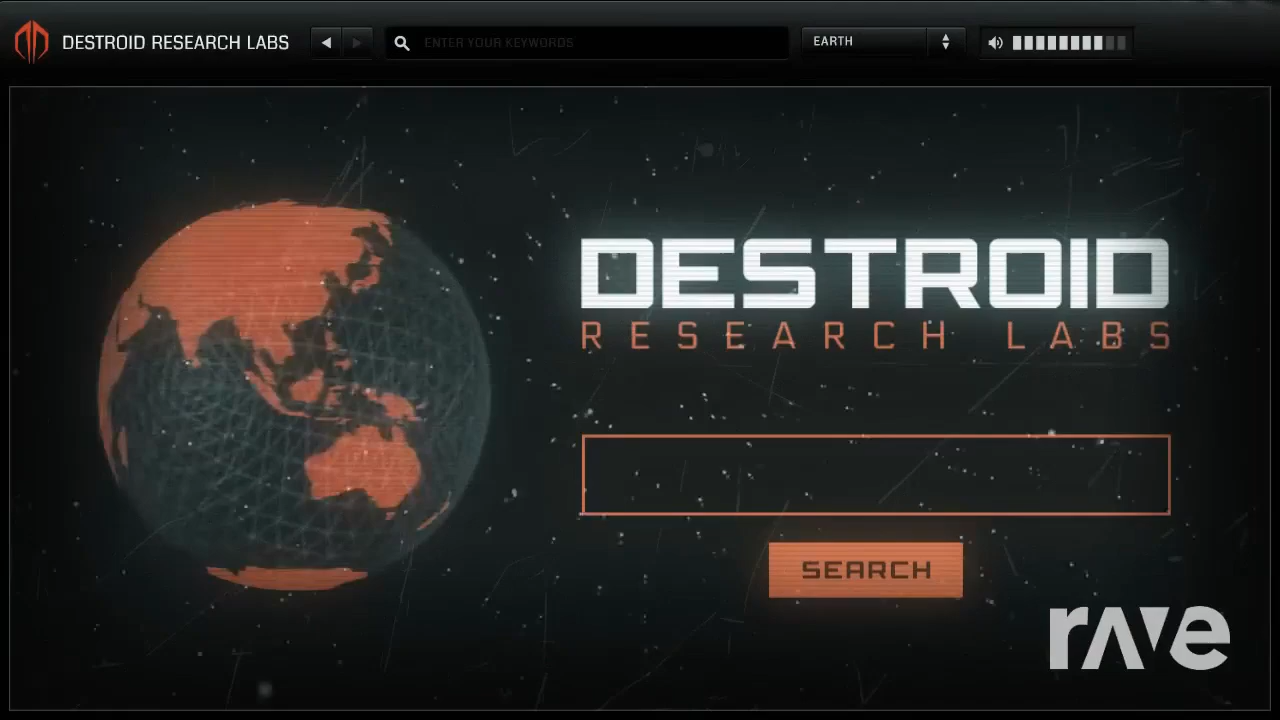 DESTROID RESEARCH LABS
ENTER YOUR KEYWORDS
EARTH
DESTROID
RESEARCH LABS
SEARCH
rave